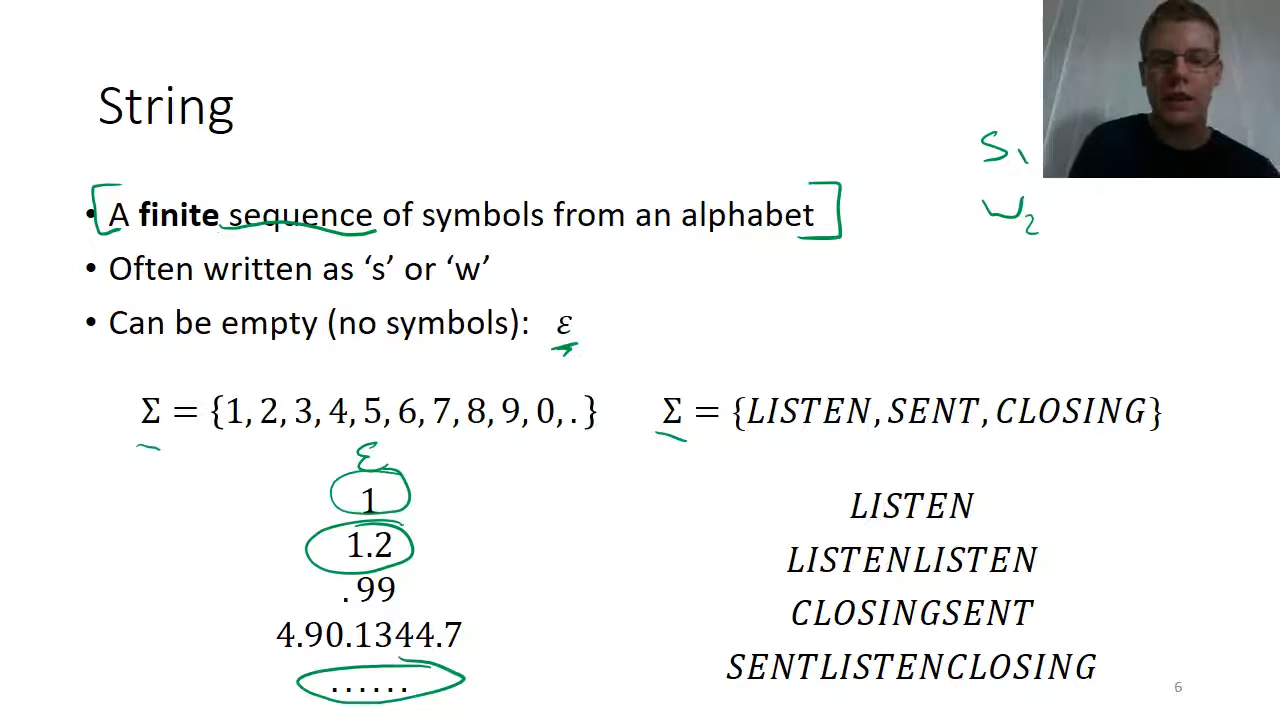 String
S1
W2
• A finite sequence of symbols from an alphabet
• Often written as ‘s’ or ‘w’
• Can be empty (no symbols): ε
Σ = {1, 2, 3, 4, 5, 6, 7, 8, 9, 0, . }
ε
1
1.2
.99
4.90.1344.7
......
Σ = {LISTEN, SENT, CLOSING}
LISTEN
LISTENLISTEN
CLOSINGSENT
SENTLISTENCLOSING
6